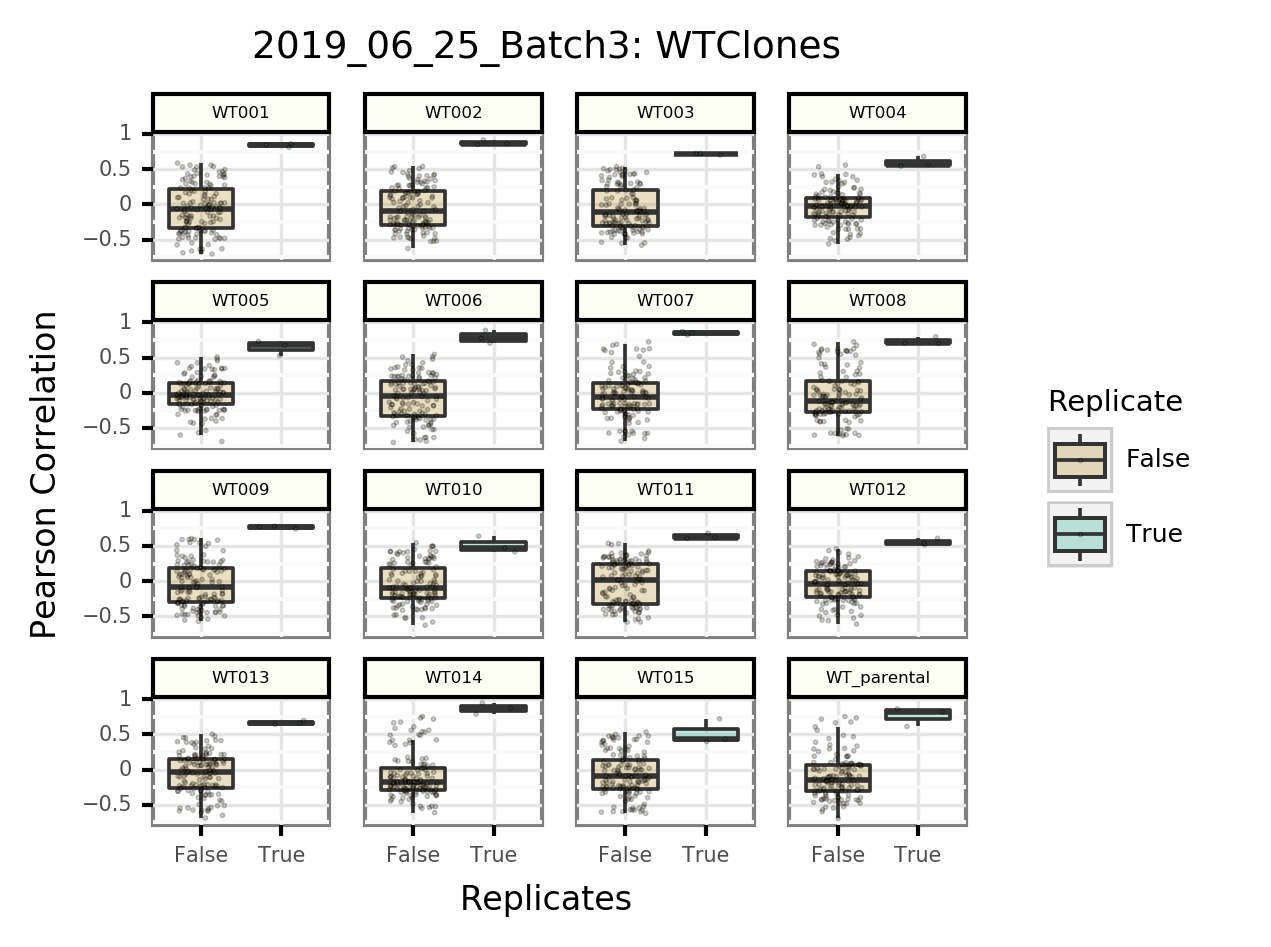 2019_06_25_Batch3: WTClones
WT001 WT002 WT003 WT004
1
0.5
0
−0.5
WT005 WT006 WT007 WT008
1
0.5
0
−0.5
WT009 WT010 WT011 WT012
1
0.5
0
−0.5
WT013 WT014 WT015 WT_parental
1
0.5
0
−0.5
False True False True False True False True
Replicates
Pearson Correlation
Replicate
False
True